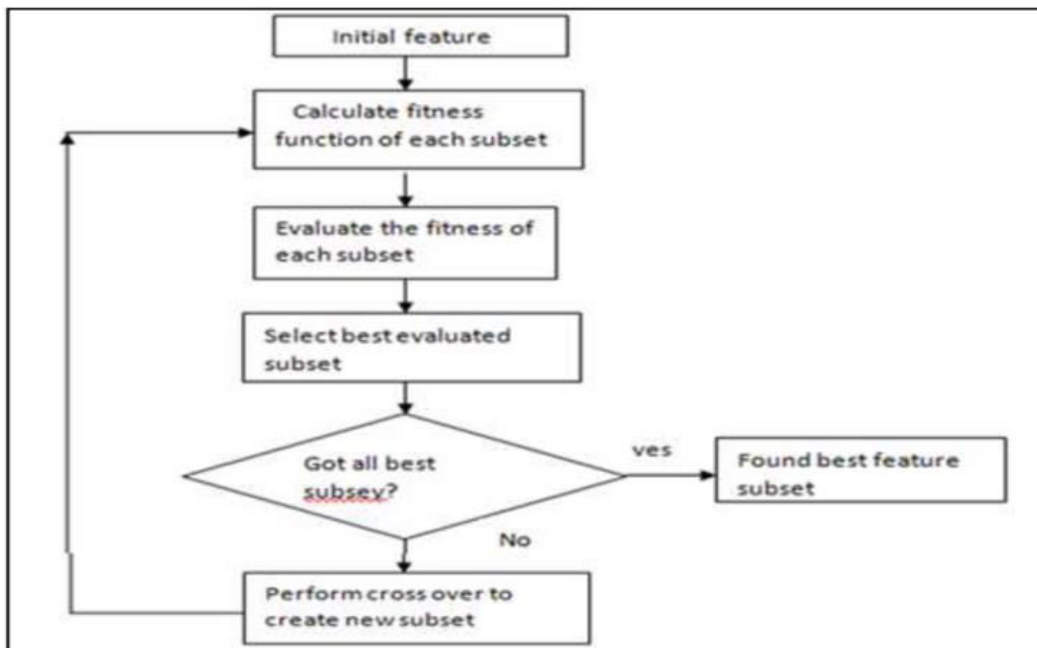 Initial feature
Calculate fitness
function of each subset
Evaluate the fitness of
each subset
Select best evaluated
subset
Got all best
subsey?
yes
Found best feature
subset
No
Perform cross over to
create new subset